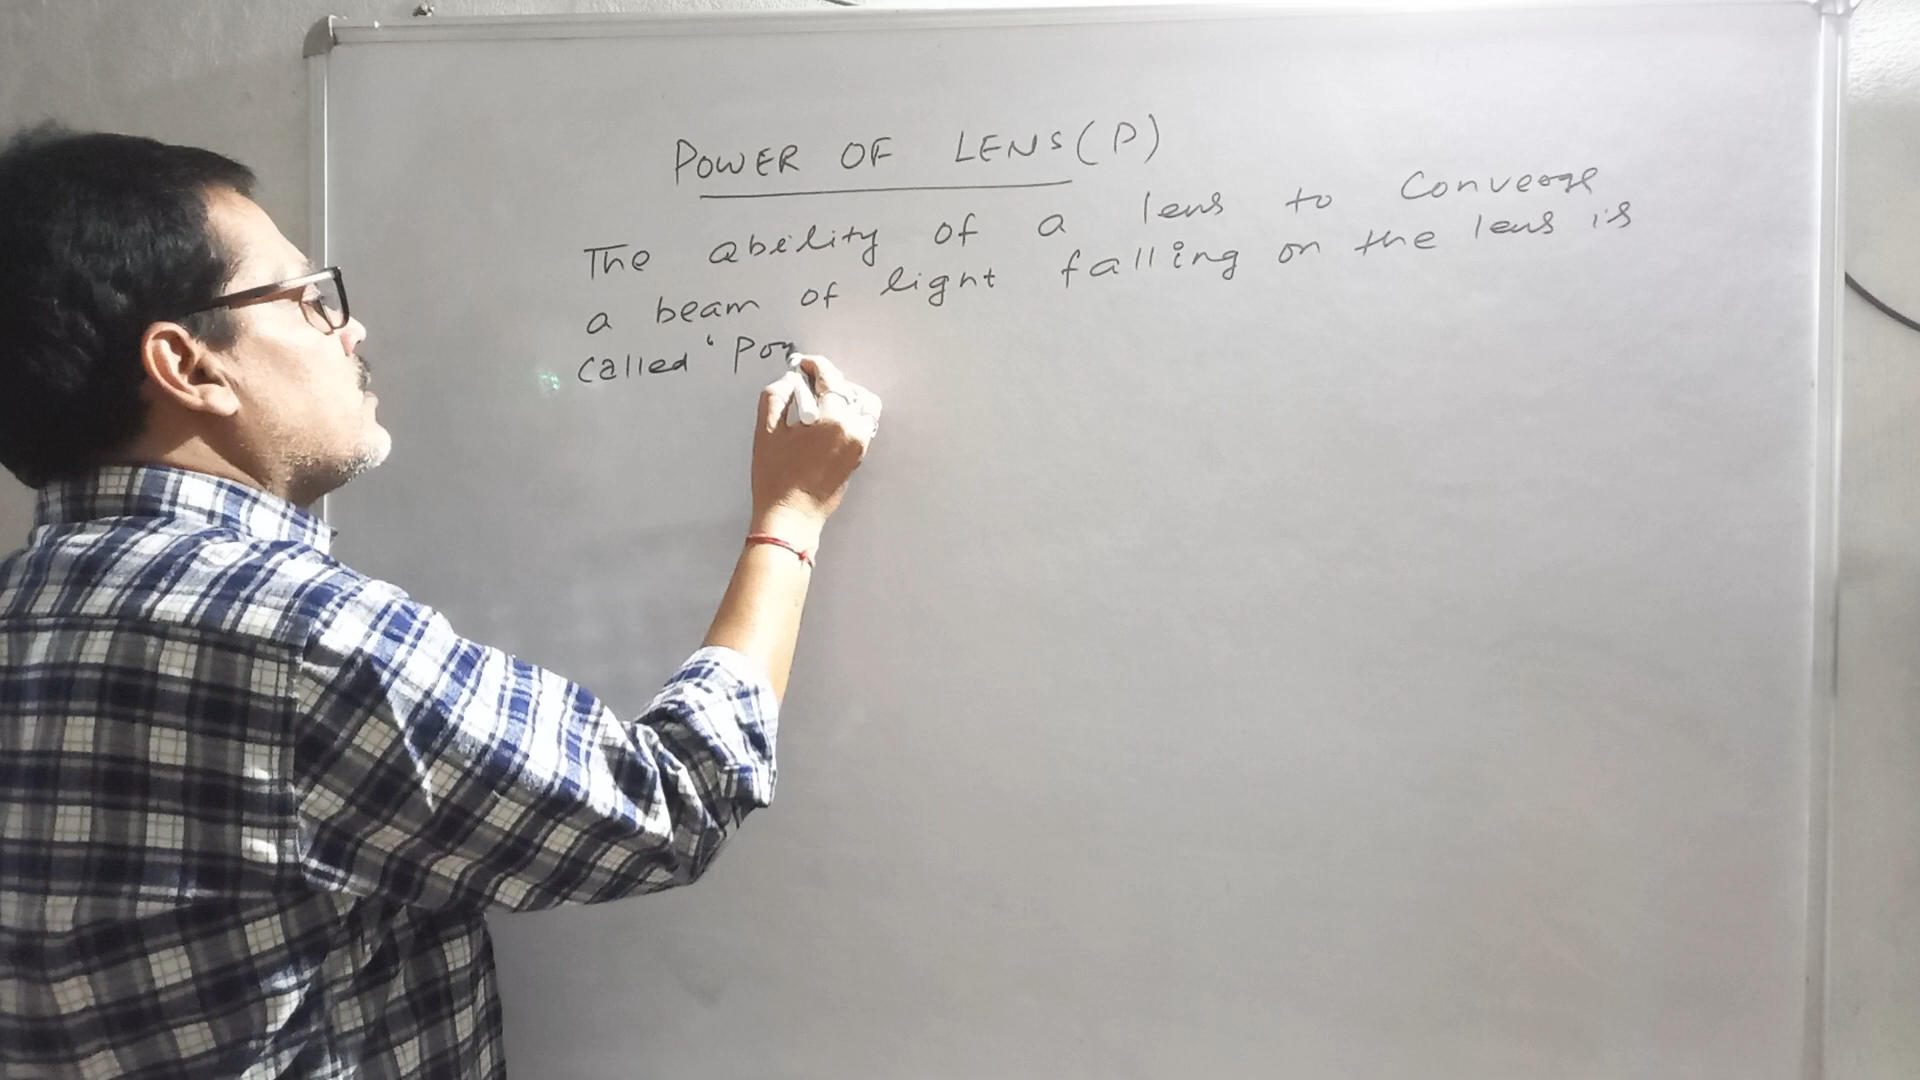 POWER OF LENS (P)
The ability of a lens to Converge
a beam of light falling on the lens is
called ' Pow